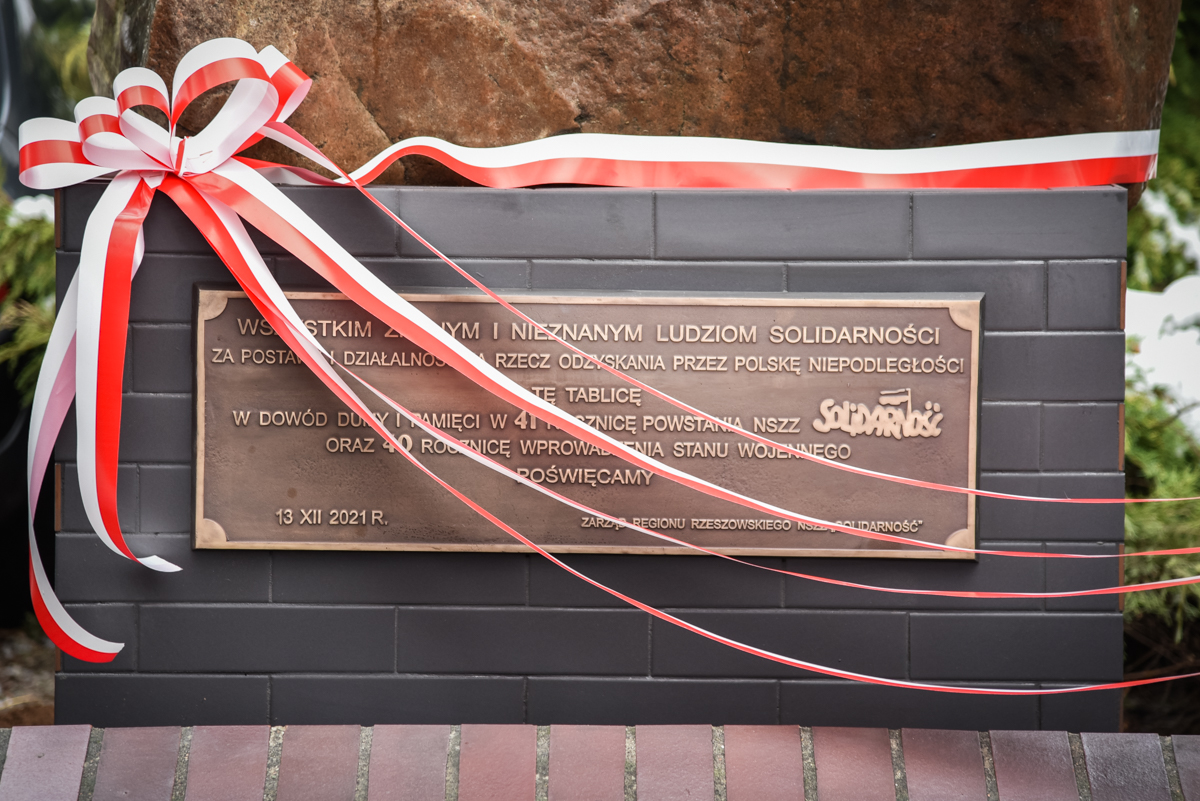 WSZYSTKIM ZNANYM I NIEZNANYM LUDZIOM SOLIDARNOŚCI
ZA POSTAWĘ I DZIAŁALNOŚĆ NA RZECZ ODZYSKANIA PRZEZ POLSKĘ NIEPODLEGŁOŚCI
TĘ TABLICĘ
W DOWÓD DUMY I PAMIĘCI W 41 ROCZNICĘ POWSTANIA NSZZ SOLIDARNOŚĆ
ORAZ 40 ROCZNICĘ WPROWADZENIA STANU WOJENNEGO
POŚWIĘCAMY
13 XII 2021 R.
ZARZĄD REGIONU RZESZOWSKIEGO NSZZ „SOLIDARNOŚĆ”